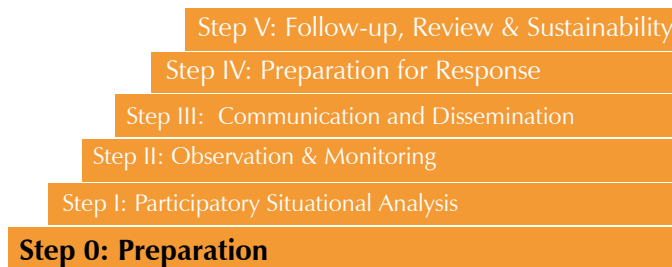 Step V: Follow-up, Review & Sustainability
Step IV: Preparation for Response
Step III:  Communication and Dissemination
Step II: Observation & Monitoring
Step I: Participatory Situational Analysis
Step 0: Preparation